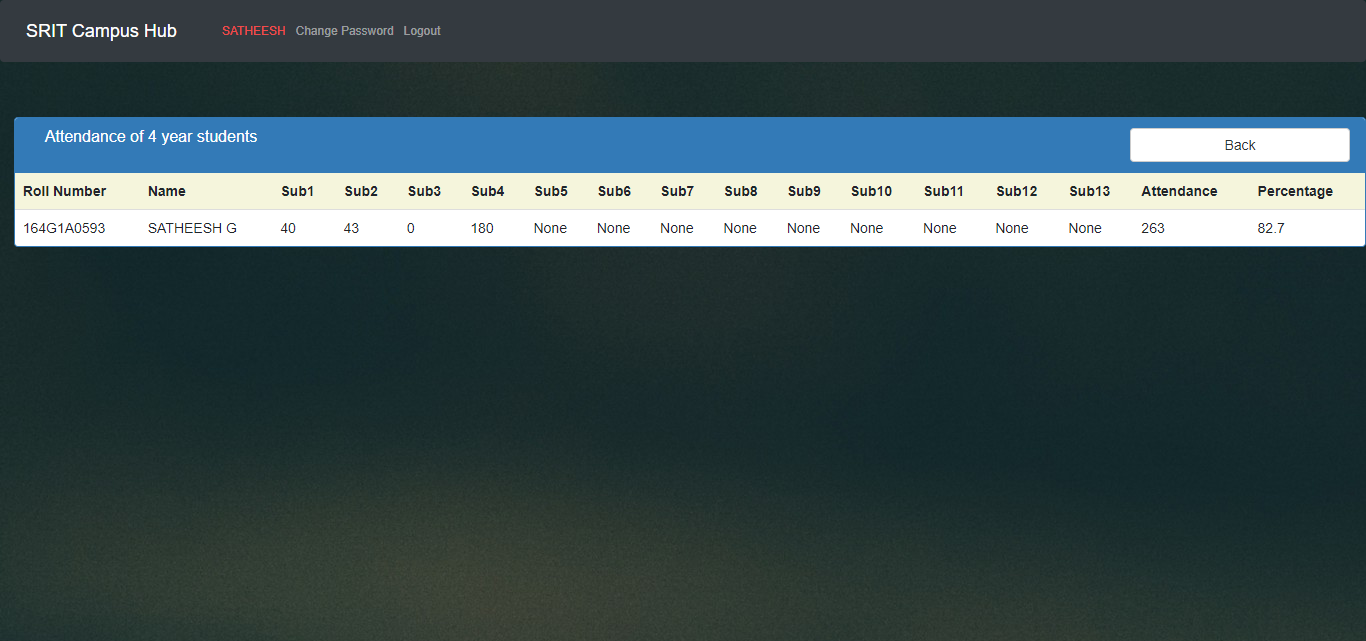 SRIT Campus Hub SATHEESH Change Password Logout
Attendance of 4 year students Back
Roll Number Name Sub1 Sub2 Sub3 Sub4 Sub5 Sub6 Sub7 Sub8 Sub9 Sub10 Sub11 Sub12 Sub13 Attendance Percentage
164G1A0593 SATHEESH G 40 43 0 180 None None None None None None None None None 263 82.7